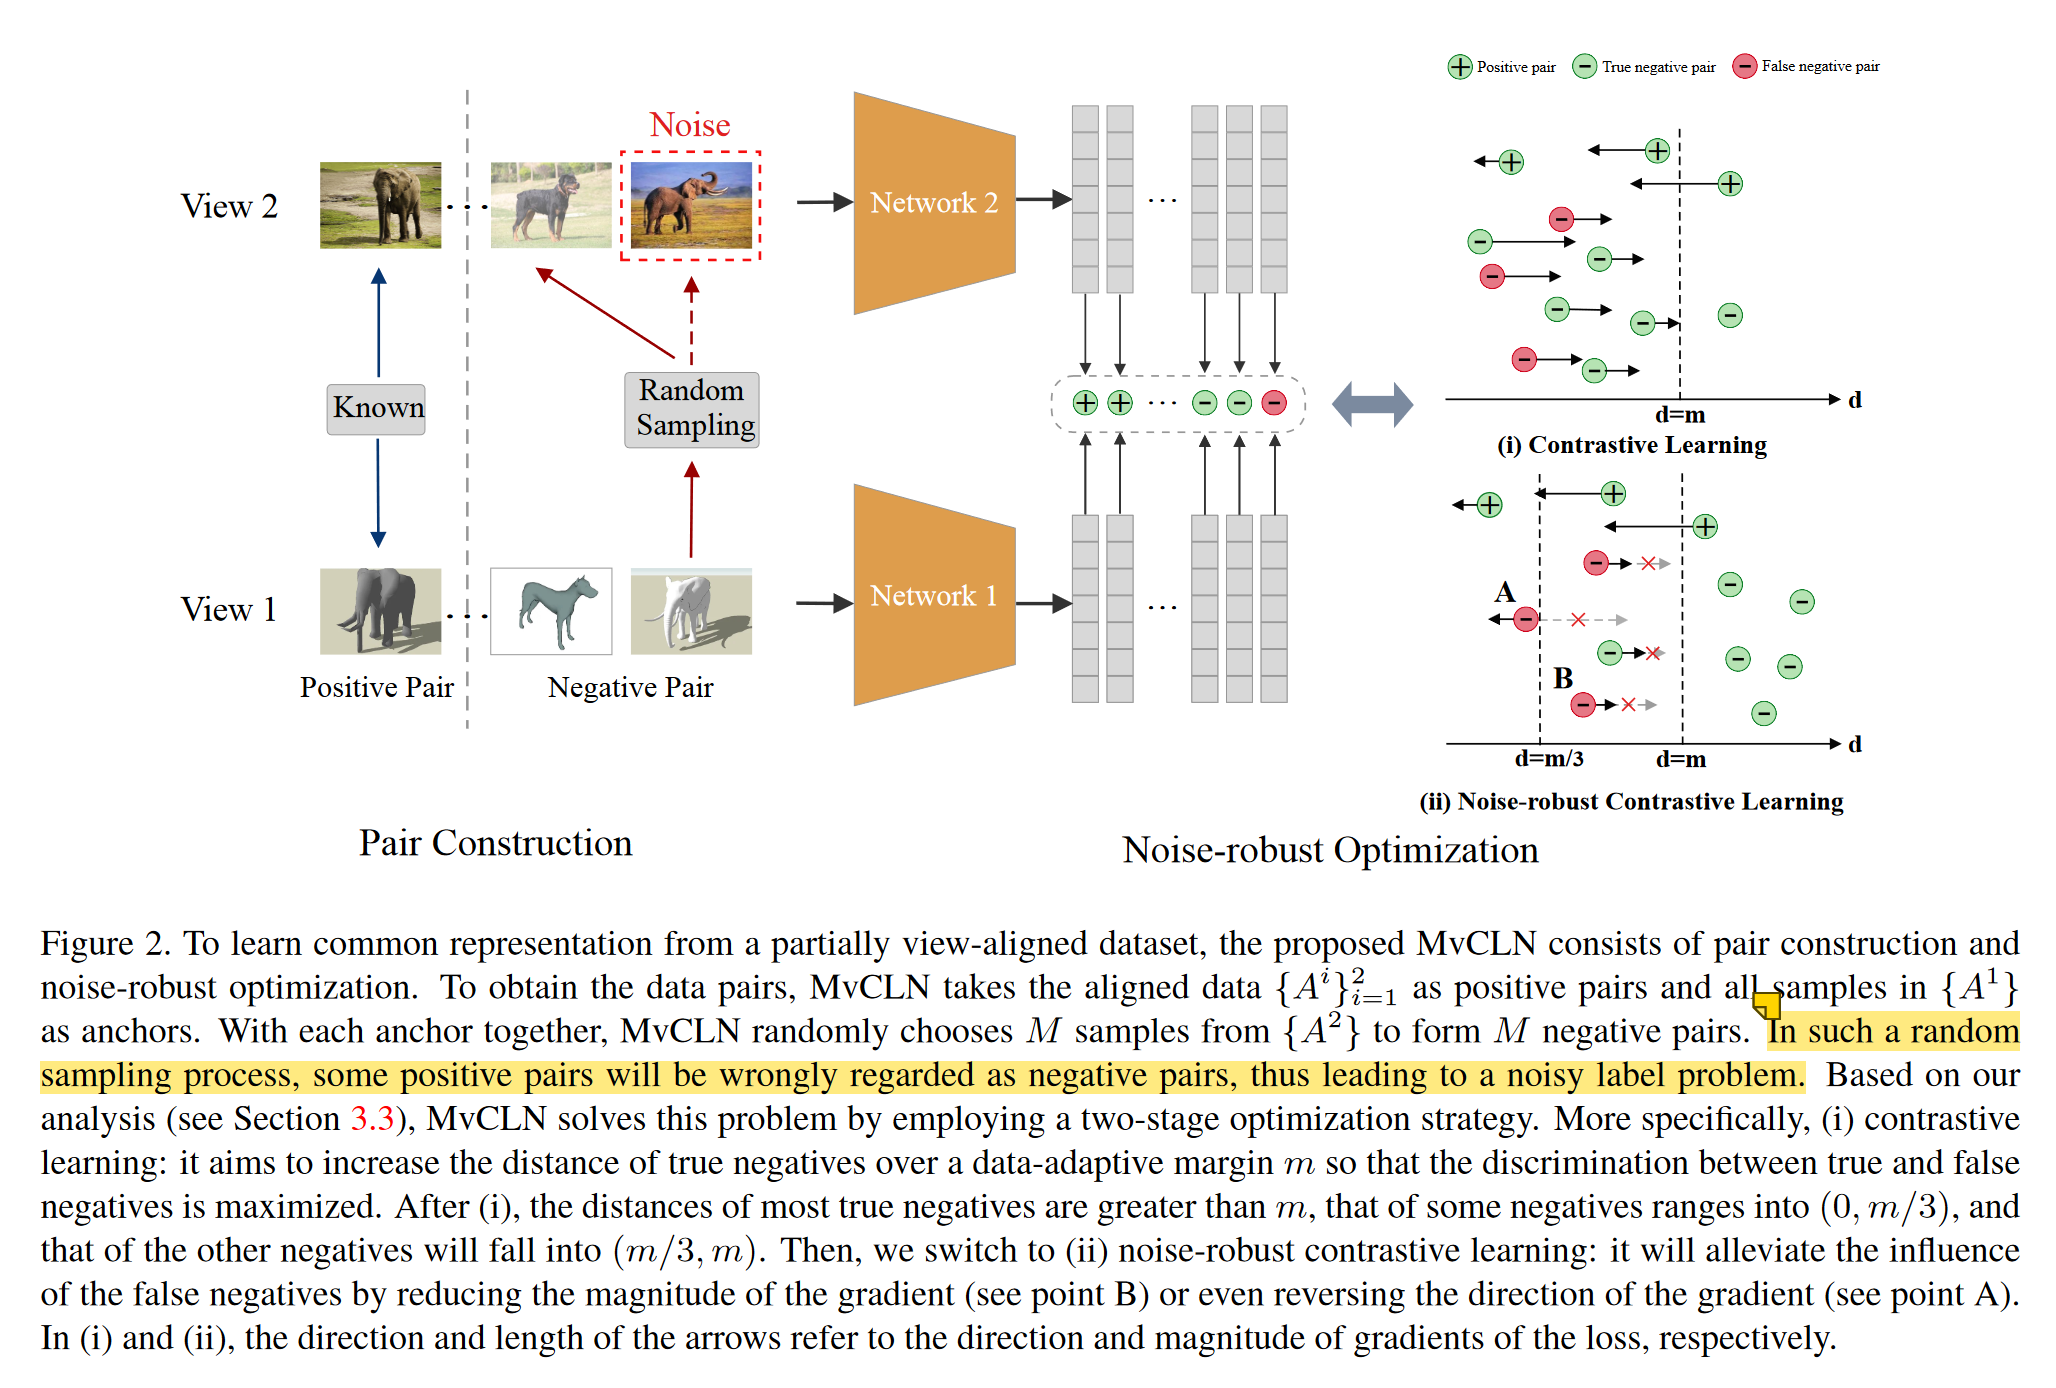 Positive pair
True negative pair
False negative pair
Noise
View 2
...
Network 2
...
Known
Random
Sampling
...
d
d=m
(i) Contrastive Learning
View 1
...
Network 1
...
A
B
Positive Pair
Negative Pair
d
d=m/3
d=m
(ii) Noise-robust Contrastive Learning
Pair Construction
Noise-robust Optimization
Figure 2. To learn common representation from a partially view-aligned dataset, the proposed MvCLN consists of pair construction and
noise-robust optimization. To obtain the data pairs, MvCLN takes the aligned data $\{A^i\}_{i=1}^2$ as positive pairs and all samples in $\{A^1\}$
as anchors. With each anchor together, MvCLN randomly chooses $M$ samples from $\{A^2\}$ to form $M$ negative pairs. In such a random
sampling process, some positive pairs will be wrongly regarded as negative pairs, thus leading to a noisy label problem. Based on our
analysis (see Section 3.3), MvCLN solves this problem by employing a two-stage optimization strategy. More specifically, (i) contrastive
learning: it aims to increase the distance of true negatives over a data-adaptive margin $m$ so that the discrimination between true and false
negatives is maximized. After (i), the distances of most true negatives are greater than $m$, that of some negatives ranges into $(0, m/3)$, and
that of the other negatives will fall into $(m/3, m)$. Then, we switch to (ii) noise-robust contrastive learning: it will alleviate the influence
of the false negatives by reducing the magnitude of the gradient (see point B) or even reversing the direction of the gradient (see point A).
In (i) and (ii), the direction and length of the arrows refer to the direction and magnitude of gradients of the loss, respectively.